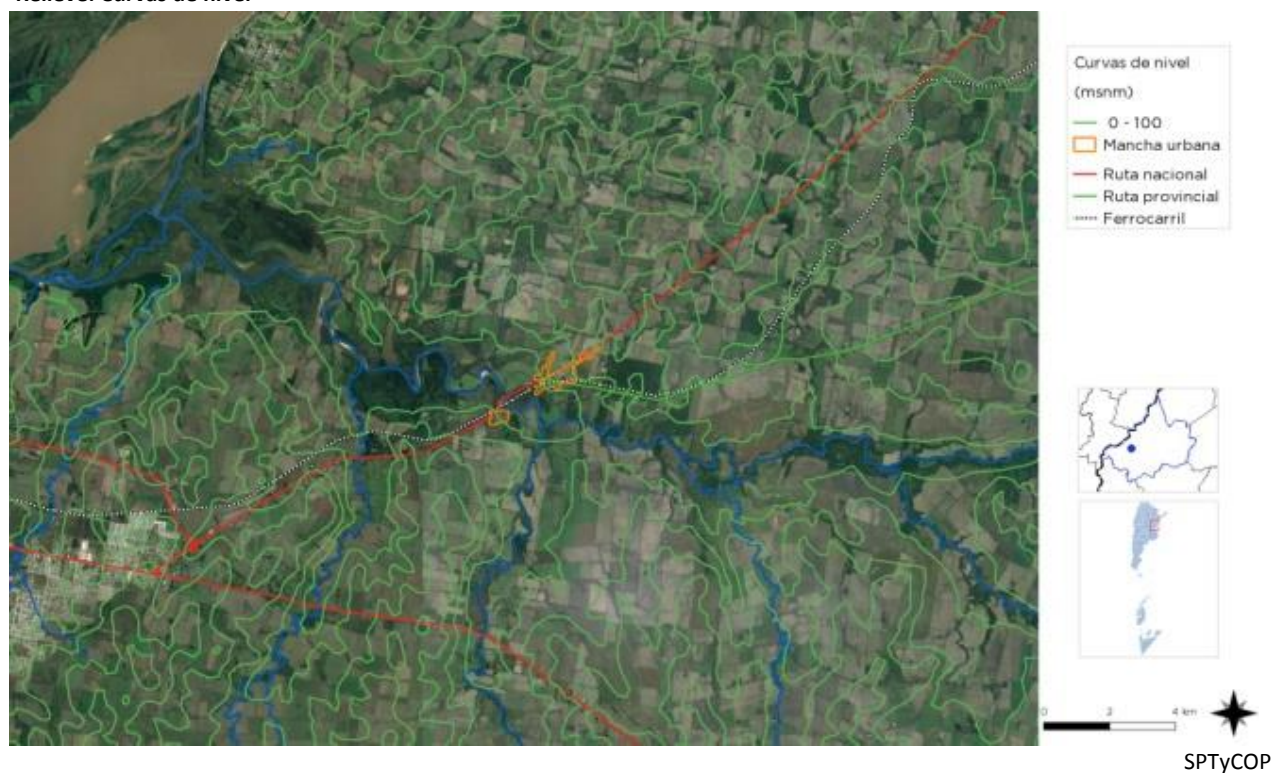 Relieve: Curvas de nivel
Curvas de nivel
(msnm)
0 - 100
Mancha urbana
Ruta nacional
Ruta provincial
Ferrocarril
0 2 4 km
SPTyCOP